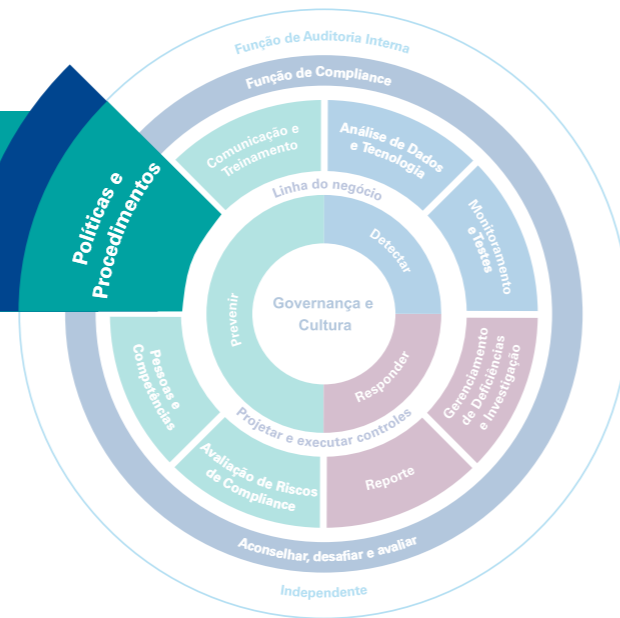 Função de Auditoria Interna
Função de Compliance
Comunicação e
Treinamento
Análise de Dados
e Tecnologia
Políticas e
Procedimentos
Linha do negócio
Monitoramento
e Testes
Detectar
Prevenir
Governança e
Cultura
Responder
Gerenciamento
de Deficiências
e Investigação
Pessoas e
Competências
Projetar e executar controles
Avaliação de Riscos
de Compliance
Reporte
Aconselhar, desafiar e avaliar
Independente